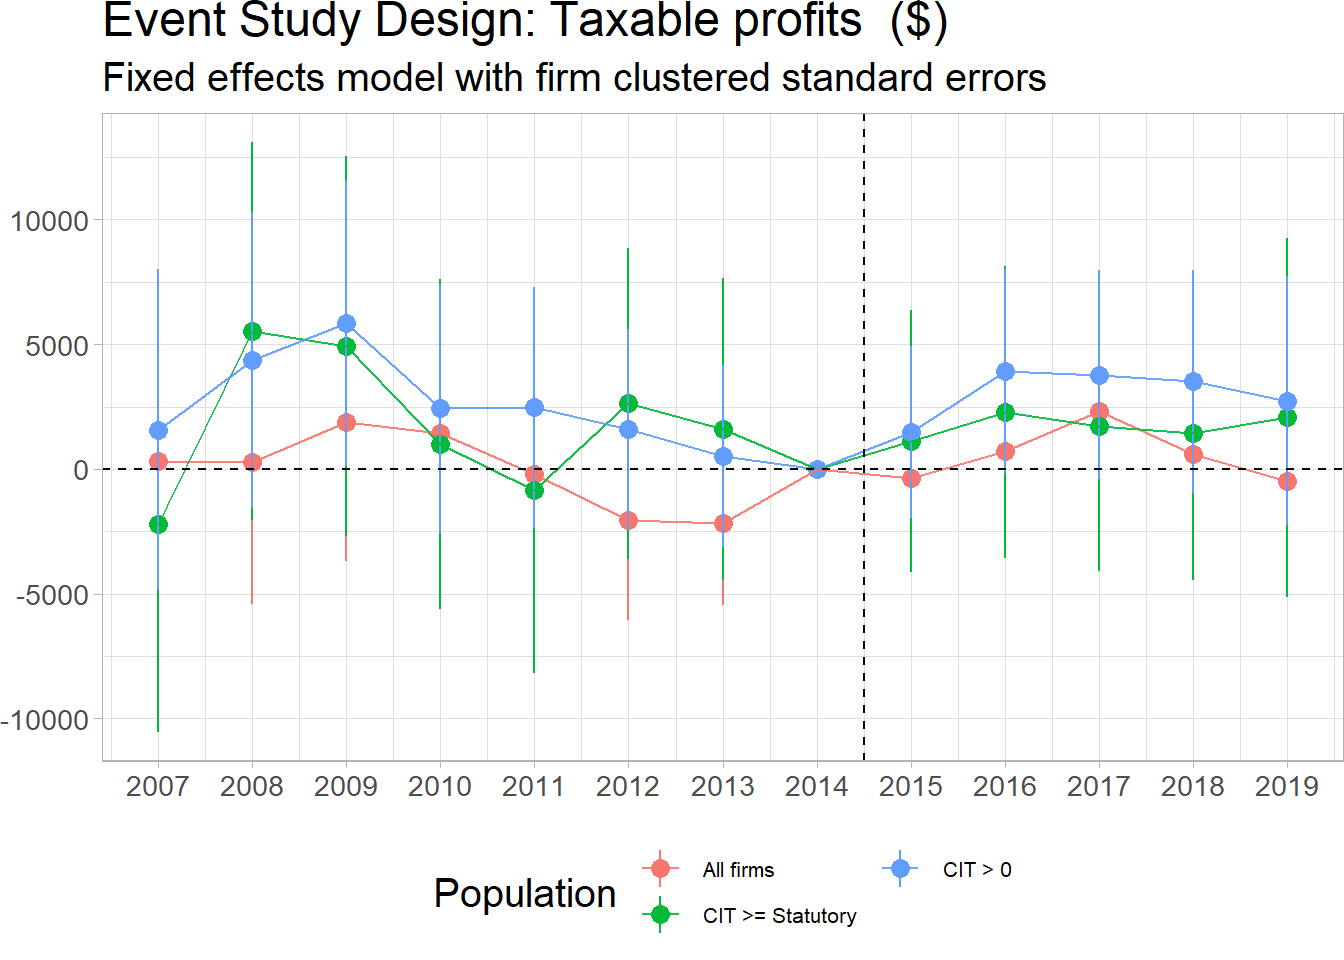 Event Study Design: Taxable profits  ($)
Fixed effects model with firm clustered standard errors
10000
5000
0
-5000
-10000
2007 2008 2009 2010 2011 2012 2013 2014 2015 2016 2017 2018 2019
Population
All firms
CIT >= Statutory
CIT > 0